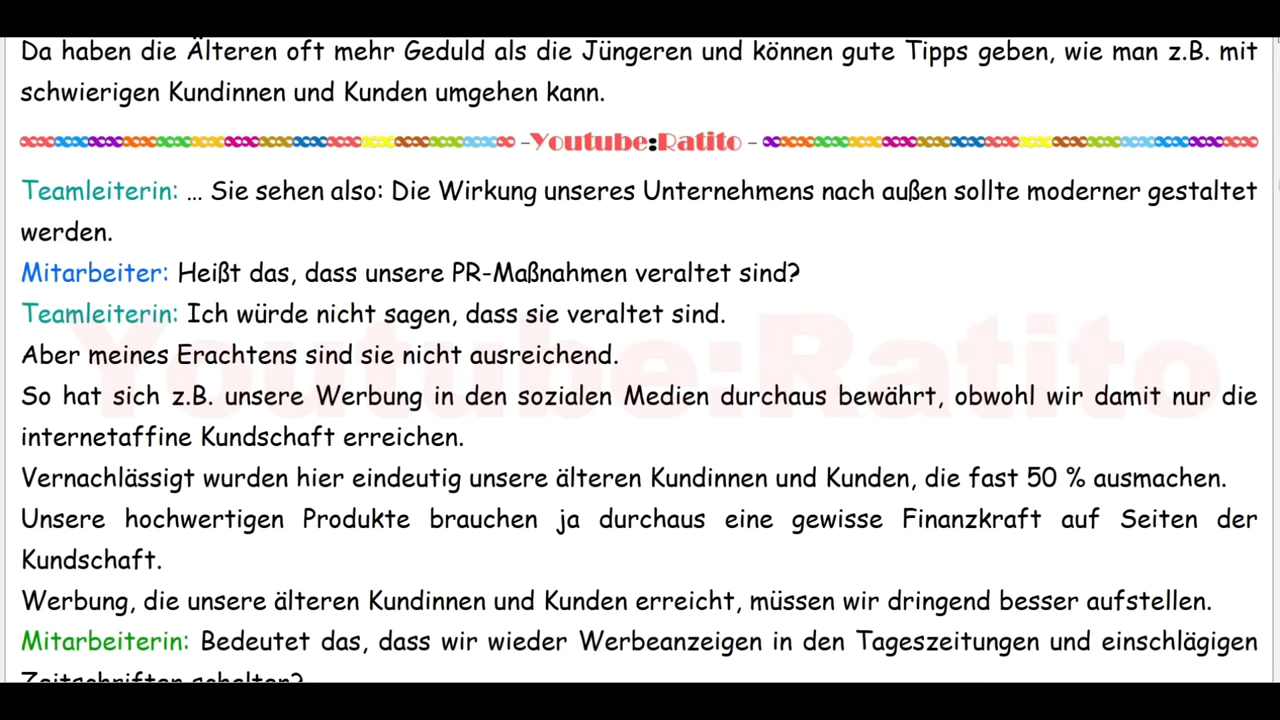 Da haben die Älteren oft mehr Geduld als die Jüngeren und können gute Tipps geben, wie man z.B. mit
schwierigen Kundinnen und Kunden umgehen kann.
-Youtube:Ratito -
Teamleiterin: … Sie sehen also: Die Wirkung unseres Unternehmens nach außen sollte moderner gestaltet
werden.
Mitarbeiter: Heißt das, dass unsere PR-Maßnahmen veraltet sind?
Teamleiterin: Ich würde nicht sagen, dass sie veraltet sind.
Aber meines Erachtens sind sie nicht ausreichend.
Youtube:Ratito
So hat sich z.B. unsere Werbung in den sozialen Medien durchaus bewährt, obwohl wir damit nur die
internetaffine Kundschaft erreichen.
Vernachlässigt wurden hier eindeutig unsere älteren Kundinnen und Kunden, die fast 50 % ausmachen.
Unsere hochwertigen Produkte brauchen ja durchaus eine gewisse Finanzkraft auf Seiten der
Kundschaft.
Werbung, die unsere älteren Kundinnen und Kunden erreicht, müssen wir dringend besser aufstellen.
Mitarbeiterin: Bedeutet das, dass wir wieder Werbeanzeigen in den Tageszeitungen und einschlägigen
Zeitschriften schalten?